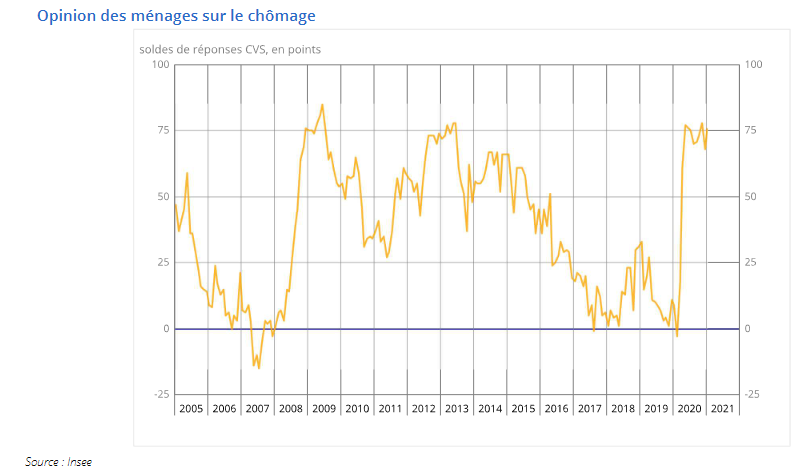 Opinion des ménages sur le chômage
soldes de réponses CVS, en points
100 100
75 75
50 50
25 25
0 0
-25 -25
2005 2006 2007 2008 2009 2010 2011 2012 2013 2014 2015 2016 2017 2018 2019 2020 2021
Source : Insee